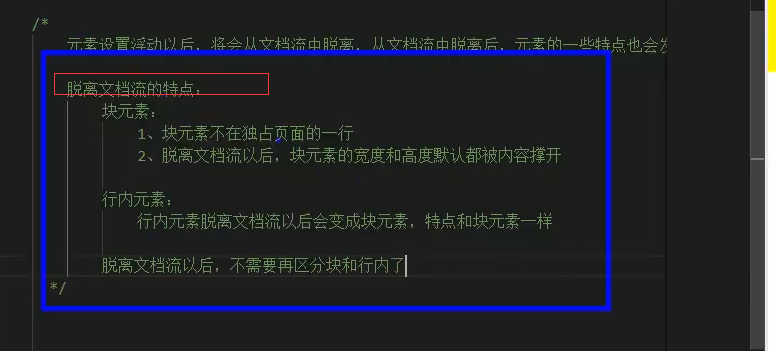 /*
元素设置浮动以后，将会从文档流中脱离，从文档流中脱离后，元素的一些特点也会发
脱离文档流的特点：
块元素：
1、块元素不在独占页面的一行
2、脱离文档流以后，块元素的宽度和高度默认都被内容撑开
行内元素：
行内元素脱离文档流以后会变成块元素，特点和块元素一样
脱离文档流以后，不需要再区分块和行内了
*/